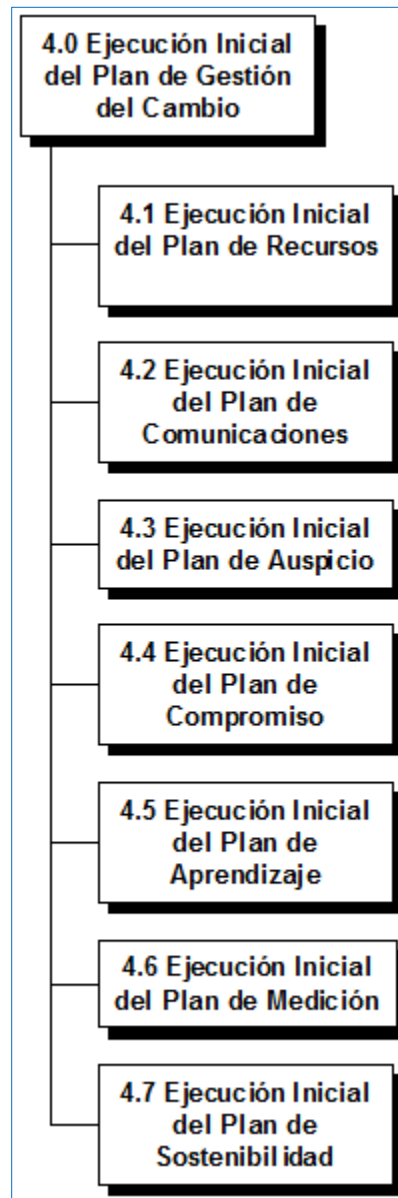 4.0 Ejecución Inicial
del Plan de Gestión
del Cambio
4.1 Ejecución Inicial
del Plan de Recursos
4.2 Ejecución Inicial
del Plan de
Comunicaciones
4.3 Ejecución Inicial
del Plan de Auspicio
4.4 Ejecución Inicial
del Plan de
Compromiso
4.5 Ejecución Inicial
del Plan de
Aprendizaje
4.6 Ejecución Inicial
del Plan de Medición
4.7 Ejecución Inicial
del Plan de
Sostenibilidad